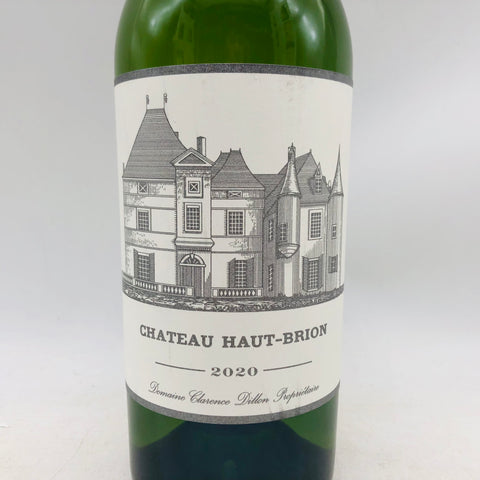 CHATEAU HAUT-BRION
2020
Domaine Clarence Dillon Propriétaire